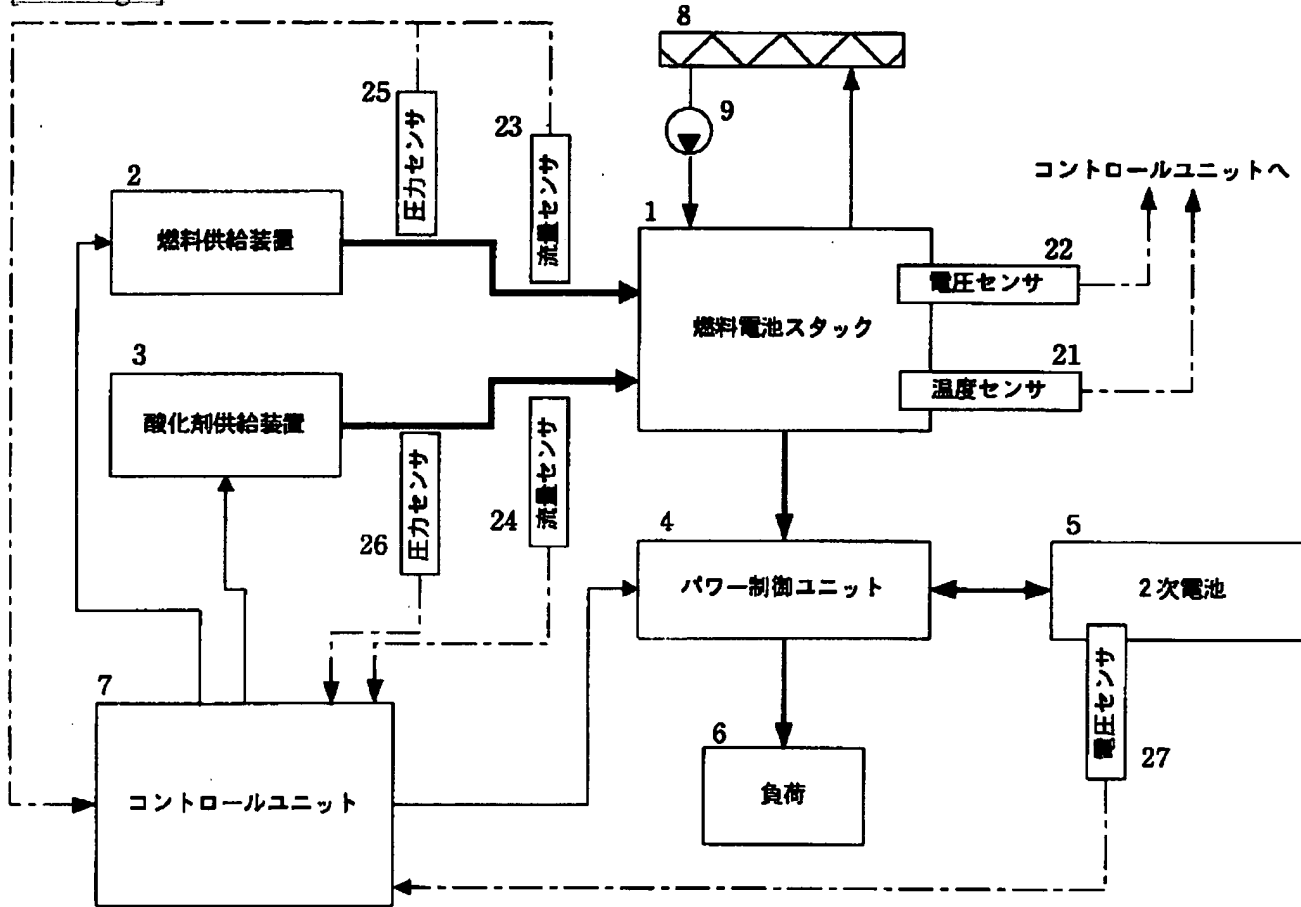 8
25
23
9
圧力センサ
流量センサ
コントロールユニットへ
2
1
燃料供給装置
22
電圧センサ
燃料電池スタック
3
21
温度センサ
酸化剤供給装置
圧力センサ
流量センサ
24
26
4
5
パワー制御ユニット
2次電池
7
電圧センサ
6
27
コントロールユニット
負荷